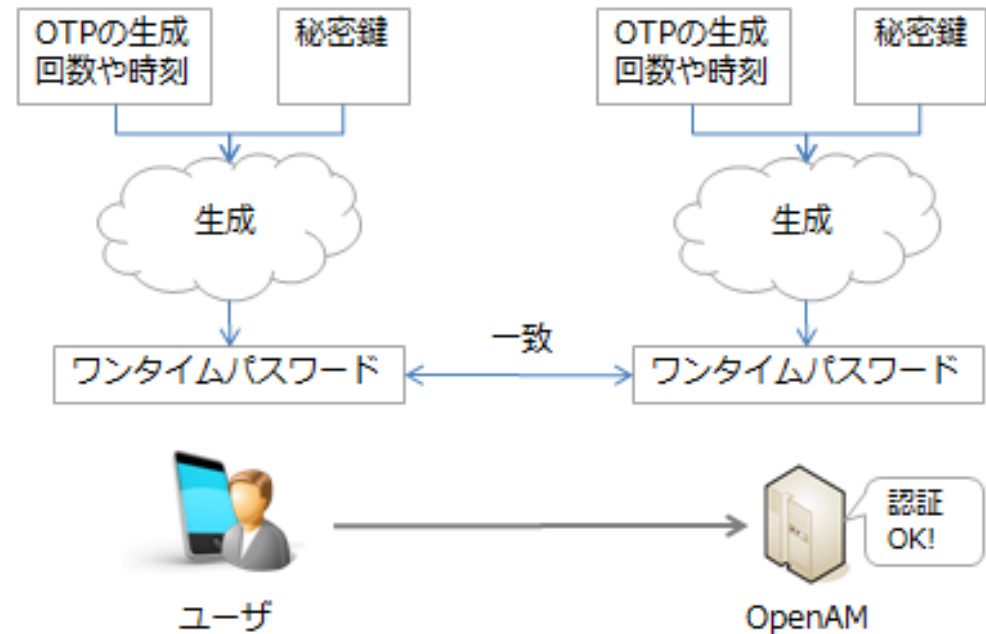 OTPの生成
回数や時刻
秘密鍵
OTPの生成
回数や時刻
秘密鍵
生成
生成
ワンタイムパスワード
一致
ワンタイムパスワード
認証
OK!
ユーザ
OpenAM